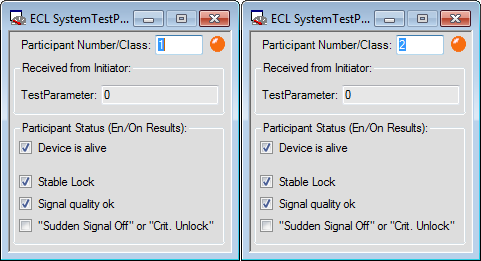 ECL SystemTestP...
Participant Number/Class: 1
Received from Initiator:
TestParameter: 0
Participant Status (En/On Results):
Device is alive
Stable Lock
Signal quality ok
"Sudden Signal Off" or "Crit. Unlock"
ECL SystemTestP...
Participant Number/Class: 2
Received from Initiator:
TestParameter: 0
Participant Status (En/On Results):
Device is alive
Stable Lock
Signal quality ok
"Sudden Signal Off" or "Crit. Unlock"